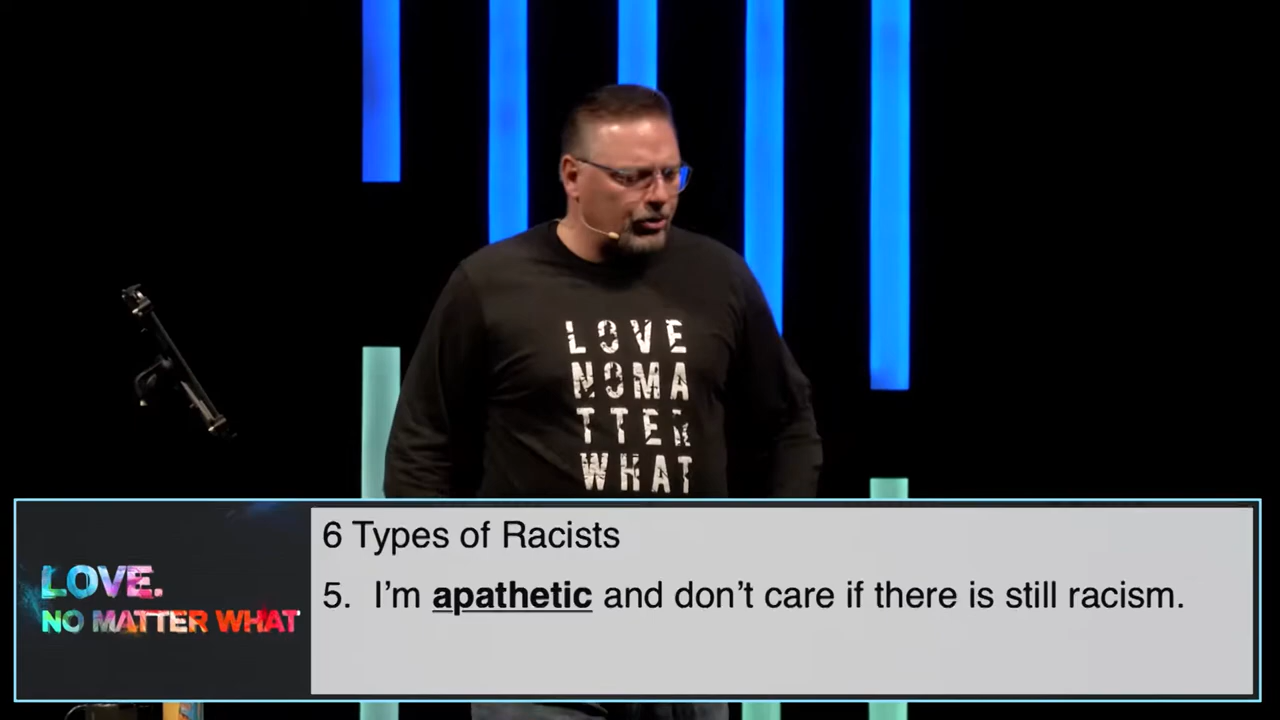 LOVE
NOMA
TTER
WHAT
LOVE.
NO MATTER WHAT
6 Types of Racists
5. I'm apathetic and don't care if there is still racism.